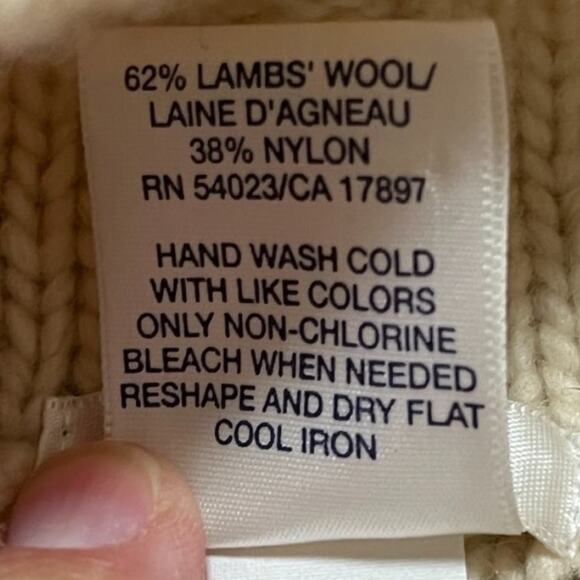 62% LAMBS' WOOL/
LAINE D'AGNEAU
38% NYLON
RN 54023/CA 17897
HAND WASH COLD
WITH LIKE COLORS
ONLY NON-CHLORINE
BLEACH WHEN NEEDED
RESHAPE AND DRY FLAT
COOL IRON